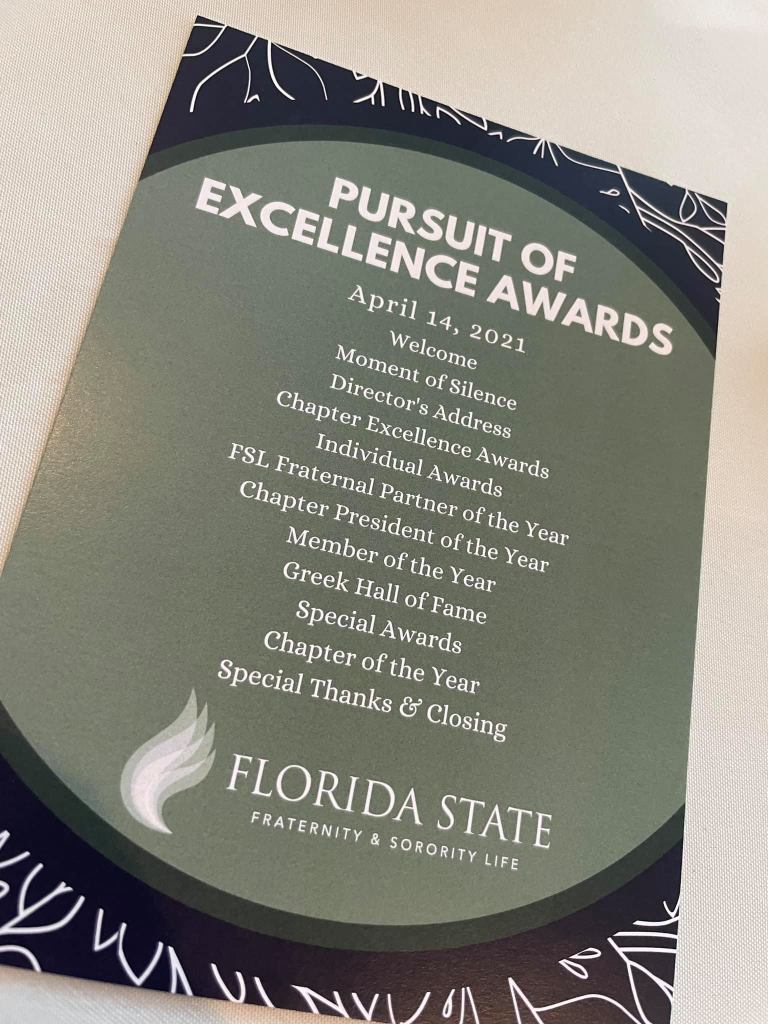 PURSUIT OF
EXCELLENCE AWARDS
April 14, 2021
Welcome
Moment of Silence
Director's Address
Chapter Excellence Awards
Individual Awards
FSL Fraternal Partner of the Year
Chapter President of the Year
Member of the Year
Greek Hall of Fame
Special Awards
Chapter of the Year
Special Thanks & Closing
FLORIDA STATE
FRATERNITY & SORORITY LIFE